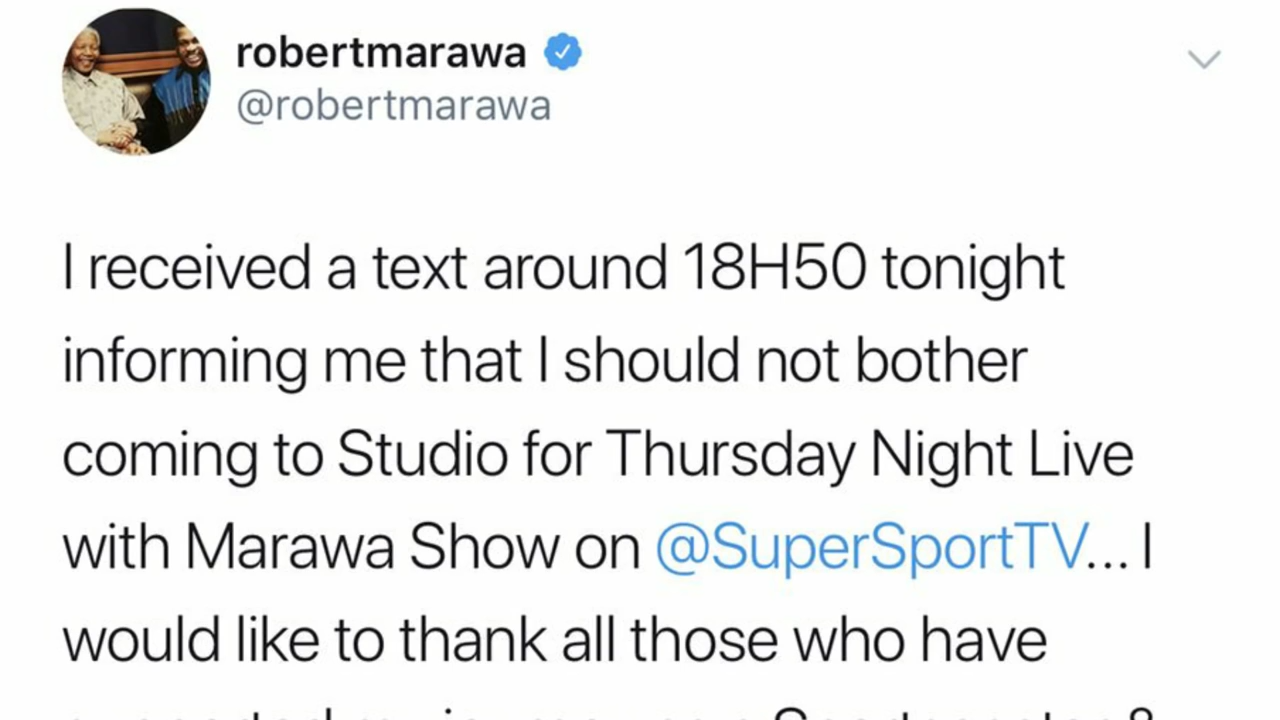 robertmarawa
@robertmarawa
I received a text around 18H50 tonight
informing me that I should not bother
coming to Studio for Thursday Night Live
with Marawa Show on @SuperSportTV... I
would like to thank all those who have